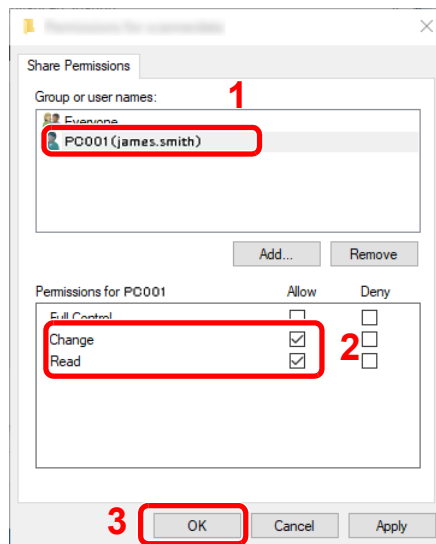 Share Permissions
Group or user names:
1
Everyone
PC001(james.smith)
Add... Remove
Permissions for PC001 Allow Deny
Full Control
Change
2
Read
3
OK Cancel Apply